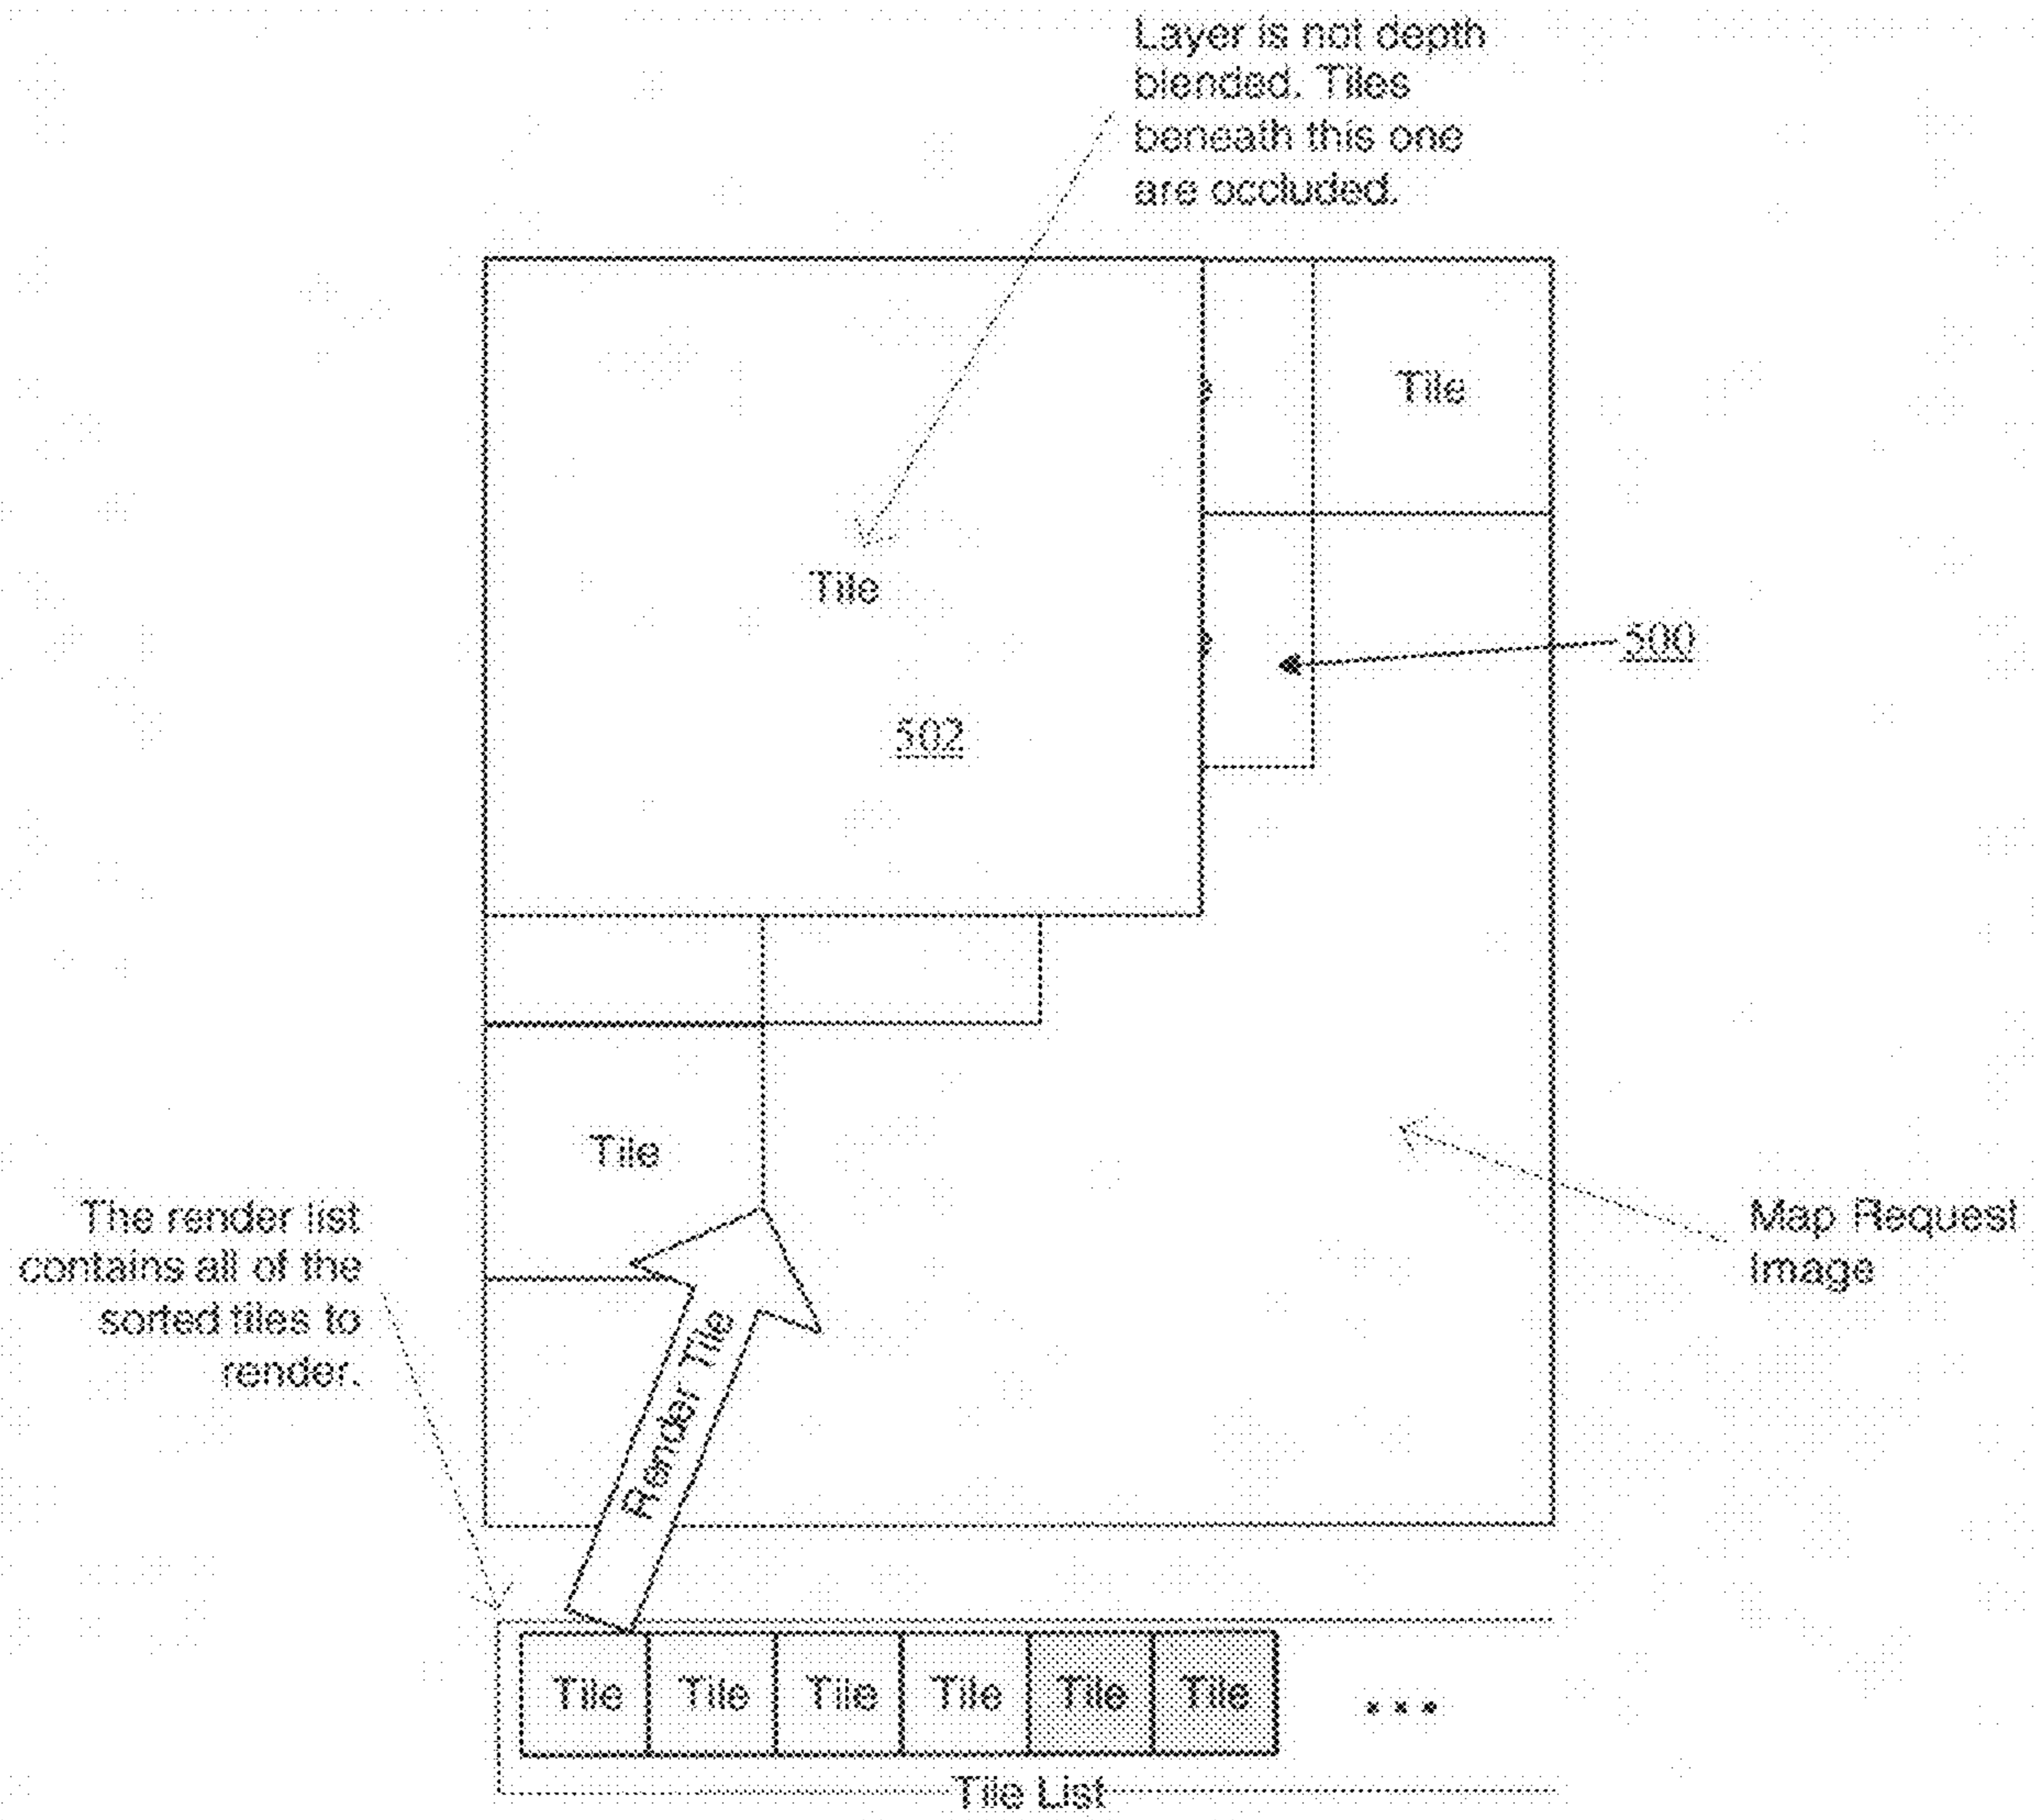 Layer is not depth
blended. Tiles
beneath this one
are occluded.
Tile
Tile
500
502
Tile
The render list
contains all of the
sorted tiles to
render.
Map Request
Image
Render Tile
Tile Tile Tile Tile Tile Tile ...
Tile List